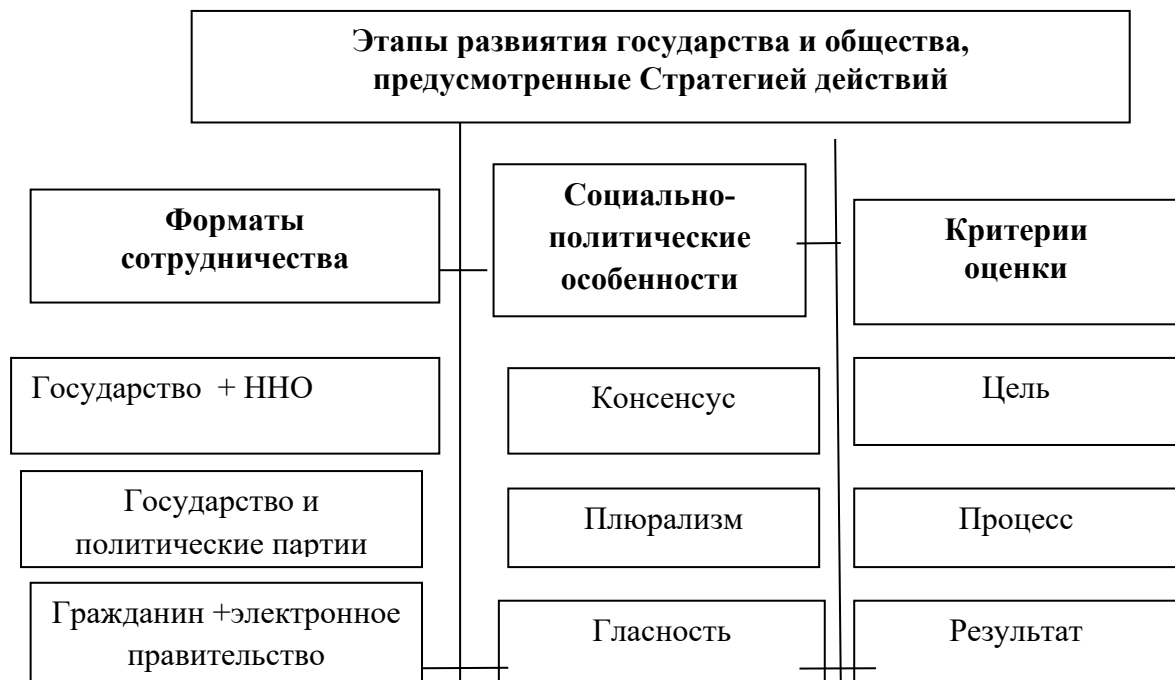 Этапы развиятия государства и общества,
предусмотренные Стратегией действий
Форматы
сотрудничества
Социально-
политические
особенности
Критерии
оценки
Государство + ННО
Консенсус
Цель
Государство и
политические партии
Плюрализм
Процесс
Гражданин +электронное
правительство
Гласность
Результат